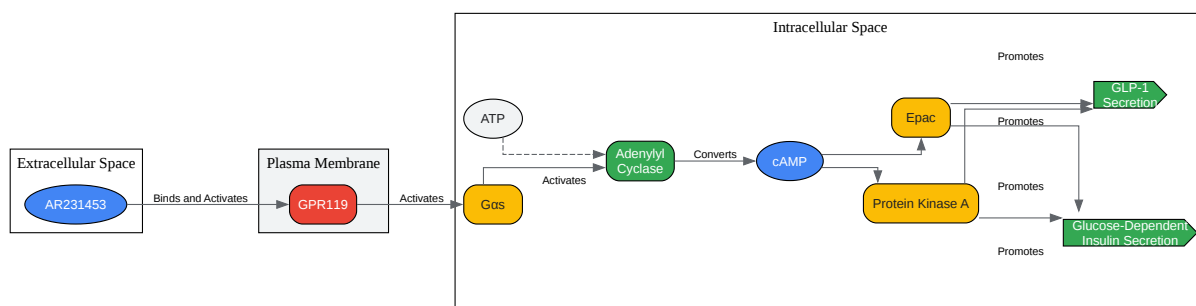 Intracellular Space
Promotes
GLP-1
Secretion
ATP
Epac
Promotes
Adenylyl
Cyclase
Converts
cAMP
Extracellular Space
Plasma Membrane
Activates
Promotes
AR231453
Binds and Activates
GPR119
Activates
Gαs
Protein Kinase A
Glucose-Dependent
Insulin Secretion
Promotes